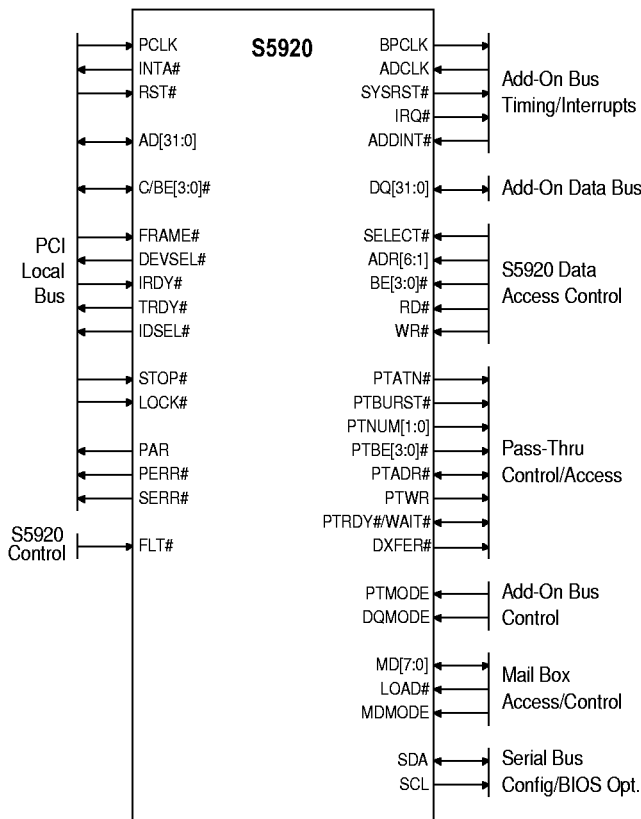 S5920
PCLK
INTA#
RST#
AD[31:0]
C/BE[3:0]#
FRAME#
DEVSEL#
IRDY#
TRDY#
IDSEL#
STOP#
LOCK#
PAR
PERR#
SERR#
FLT#
PCI
Local
Bus
S5920
Control
BPCLK
ADCLK
SYSRST#
IRQ#
ADDINT#
DQ[31:0]
SELECT#
ADR[6:1]
BE[3:0]#
RD#
WR#
PTATN#
PTBURST#
PTNUM[1:0]
PTBE[3:0]#
PTADR#
PTWR
PTRDY#/WAIT#
DXFER#
PTMODE
DQMODE
MD[7:0]
LOAD#
MDMODE
SDA
SCL
Add-On Bus
Timing/Interrupts
Add-On Data Bus
S5920 Data
Access Control
Pass-Thru
Control/Access
Add-On Bus
Control
Mail Box
Access/Control
Serial Bus
Config/BIOS Opt.